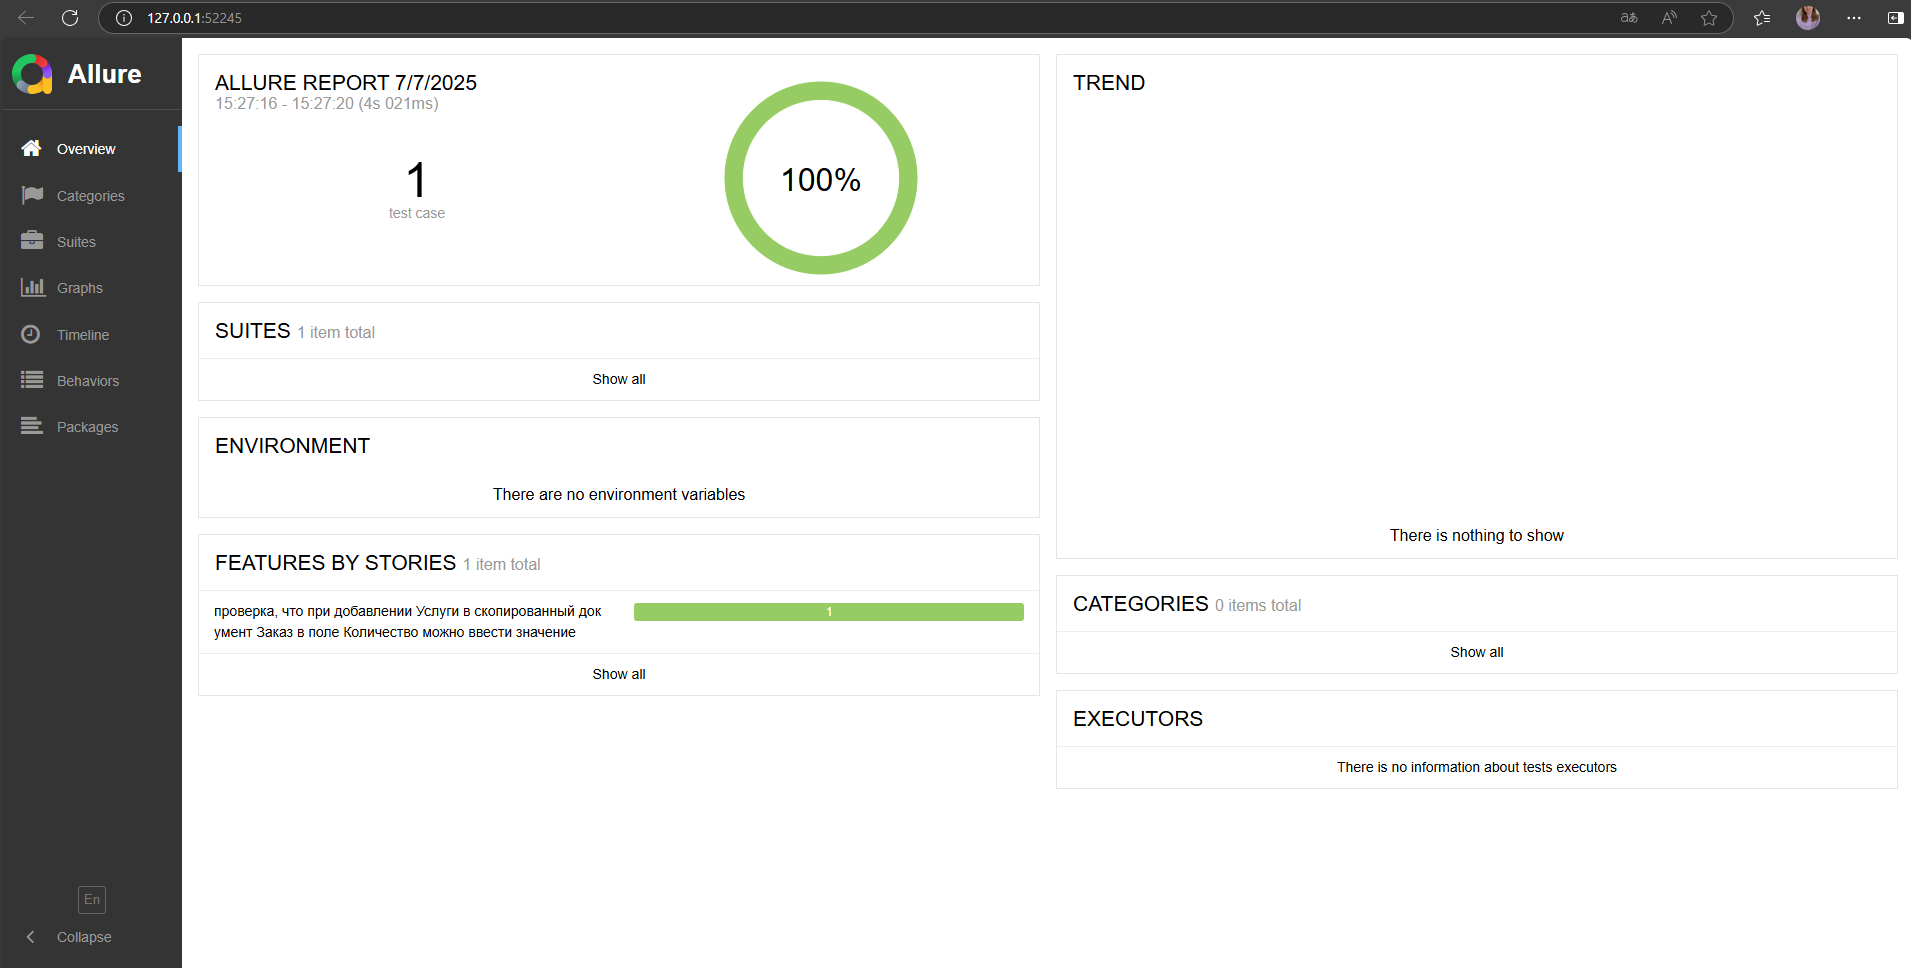 127.0.0.1:52245
Allure
Overview
Categories
Suites
Graphs
Timeline
Behaviors
Packages
En
Collapse
ALLURE REPORT 7/7/2025
15:27:16 - 15:27:20 (4s 021ms)
1
test case
100%
SUITES 1 item total
Show all
ENVIRONMENT
There are no environment variables
FEATURES BY STORIES 1 item total
проверка, что при добавлении Услуги в скопированный док
умент Заказ в поле Количество можно ввести значение
1
Show all
TREND
There is nothing to show
CATEGORIES 0 items total
Show all
EXECUTORS
There is no information about tests executors